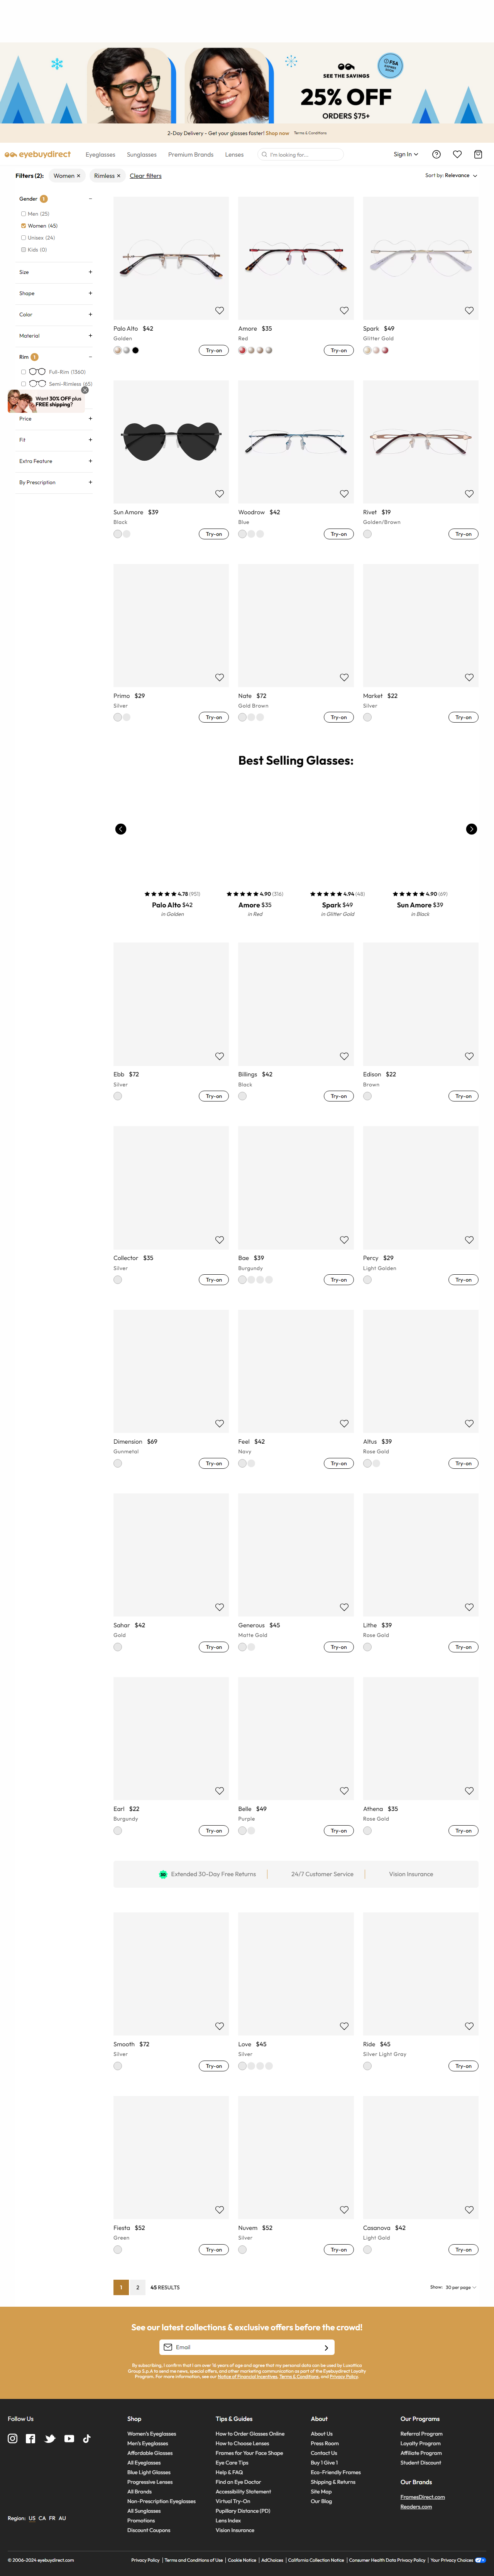 SEE THE SAVINGS
FSA
25% OFF
ORDERS $75+
2-Day Delivery - Get your glasses faster! Shop now Terms & Conditions
eyebuydirect Eyeglasses Sunglasses Premium Brands Lenses I'm looking for... Sign In
Filters (2): Women × Rimless × Clear filters Sort by: Relevance
Gender 1 −
Men (25)
Women (45)
Unisex (24)
Kids (0)
Size +
Shape +
Color +
Material +
Rim 1 −
Full-Rim (1360)
Semi-Rimless (65)
Want 30% OFF plus
FREE shipping?
Price +
Fit +
Extra Feature +
By Prescription +
Palo Alto $42 Amore $35 Spark $49
Golden Red Glitter Gold
Try-on Try-on
Sun Amore $39 Woodrow $42 Rivet $19
Black Blue Golden/Brown
Try-on Try-on Try-on
Primo $29 Nate $72 Market $22
Silver Gold Brown Silver
Try-on Try-on Try-on
Best Selling Glasses:
4.78 (951) 4.90 (316) 4.94 (48) 4.90 (69)
Palo Alto $42 Amore $35 Spark $49 Sun Amore $39
in Golden in Red in Glitter Gold in Black
Ebb $72 Billings $42 Edison $22
Silver Black Brown
Try-on Try-on Try-on
Collector $35 Bae $39 Percy $29
Silver Burgundy Light Golden
Try-on Try-on Try-on
Dimension $69 Feel $42 Altus $39
Gunmetal Navy Rose Gold
Try-on Try-on Try-on
Sahar $42 Generous $45 Lithe $39
Gold Matte Gold Rose Gold
Try-on Try-on Try-on
Earl $22 Belle $49 Athena $35
Burgundy Purple Rose Gold
Try-on Try-on Try-on
30 Extended 30-Day Free Returns 24/7 Customer Service Vision Insurance
Smooth $72 Love $45 Ride $45
Silver Silver Silver Light Gray
Try-on Try-on Try-on
Fiesta $52 Nuvem $52 Casanova $42
Green Silver Light Gold
Try-on Try-on Try-on
1 2 45 RESULTS Show: 30 per page
See our latest collections & exclusive offers before the crowd!
Email
By subscribing, I confirm that I am over 16 years of age and agree that my personal data can be used by Luxottica
Group S.p.A to send me news, special offers, and other marketing communication as part of the Eyebuydirect Loyalty
Program. For more information, see our Notice of Financial Incentives, Terms & Conditions, and Privacy Policy.
Follow Us Shop Tips & Guides About Our Programs
Women's Eyeglasses How to Order Glasses Online About Us Referral Program
Men's Eyeglasses How to Choose Lenses Press Room Loyalty Program
Affordable Glasses Frames for Your Face Shape Contact Us Affiliate Program
All Eyeglasses Eye Care Tips Buy 1 Give 1 Student Discount
Blue Light Glasses Help & FAQ Eco-Friendly Frames
Progressive Lenses Find an Eye Doctor Shipping & Returns Our Brands
All Brands Accessibility Statement Site Map
Non-Prescription Eyeglasses Virtual Try-On Our Blog FramesDirect.com
All Sunglasses Pupillary Distance (PD) Readers.com
Promotions Lens Index
Discount Coupons Vision Insurance
Region: US CA FR AU
© 2006-2024 eyebuydirect.com Privacy Policy | Terms and Conditions of Use | Cookie Notice | AdChoices | California Collection Notice | Consumer Health Data Privacy Policy | Your Privacy Choices